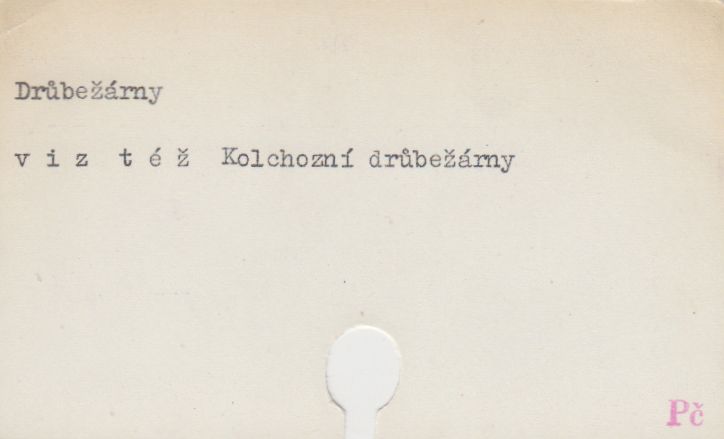 Drůbežárny
v i z  t é ž  Kolchozní drůbežárny
Pč